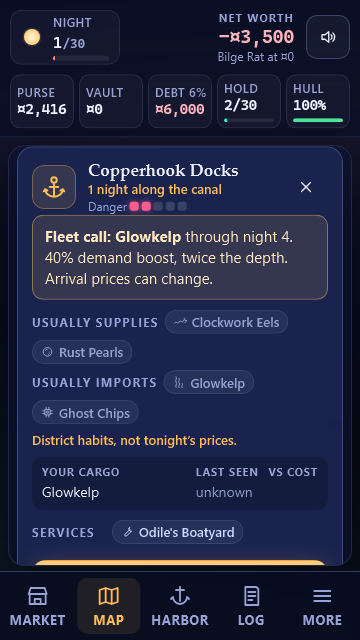 NIGHT
1/30
NET WORTH
−¤3,500
Bilge Rat at ¤0
PURSE
¤2,416
VAULT
¤0
DEBT 6%
¤6,000
HOLD
2/30
HULL
100%
Copperhook Docks
1 night along the canal
Danger
Fleet call: Glowkelp through night 4.
40% demand boost, twice the depth.
Arrival prices can change.
USUALLY SUPPLIES Clockwork Eels
Rust Pearls
USUALLY IMPORTS Glowkelp
Ghost Chips
District habits, not tonight's prices.
YOUR CARGO LAST SEEN VS COST
Glowkelp unknown
SERVICES Odile's Boatyard
MARKET MAP HARBOR LOG MORE